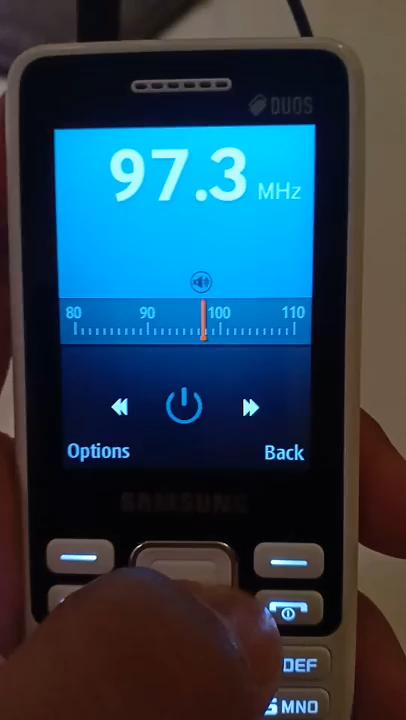 DUOS
97.3 MHz
80 90 100 110
Options Back
SAMSUNG
DEF
MNO